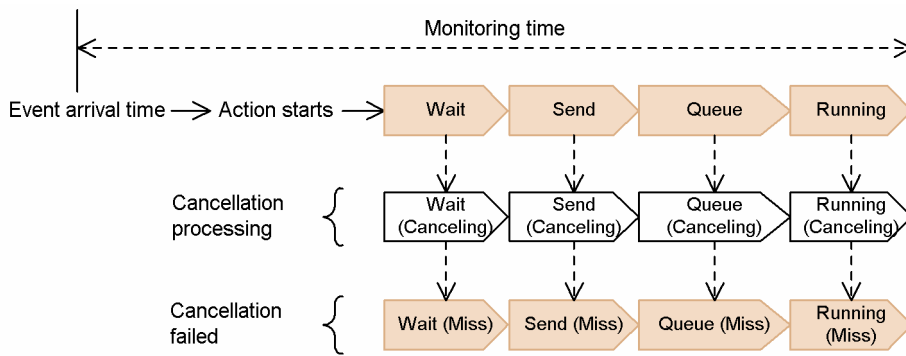 Monitoring time
Event arrival time
Action starts
Wait
Send
Queue
Running
Cancellation
processing
Wait
(Canceling)
Send
(Canceling)
Queue
(Canceling)
Running
(Canceling)
Cancellation
failed
Wait (Miss)
Send (Miss)
Queue (Miss)
Running
(Miss)